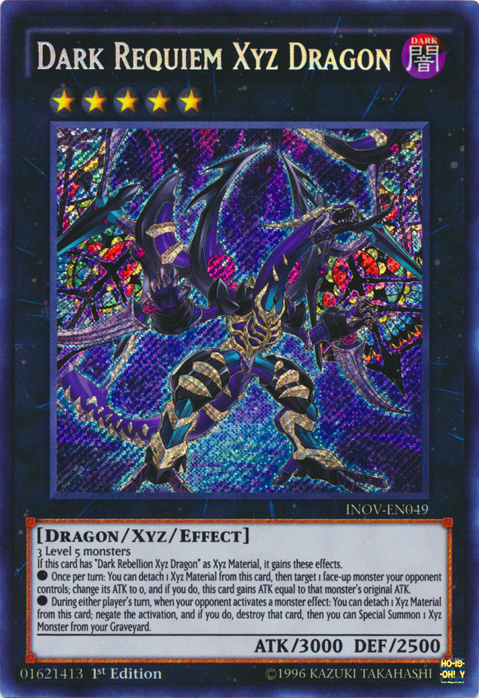 DARK REQUIEM XYZ DRAGON
DARK
闇
INOV-EN049
[DRAGON/XYZ/EFFECT]
3 Level 5 monsters
If this card has "Dark Rebellion Xyz Dragon" as Xyz Material, it gains these effects.
● Once per turn: You can detach 1 Xyz Material from this card, then target 1 face-up monster your opponent
controls; change its ATK to 0, and if you do, this card gains ATK equal to that monster's original ATK.
● During either player's turn, when your opponent activates a monster effect: You can detach 1 Xyz Material
from this card; negate the activation, and if you do, destroy that card, then you can Special Summon 1 Xyz
Monster from your Graveyard.
ATK/3000 DEF/2500
01621413 1st Edition ©1996 KAZUKI TAKAHASHI